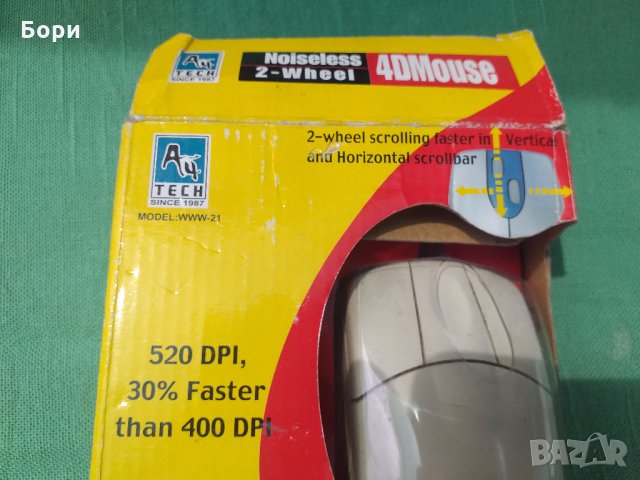 Бори
A4
TECH
SINCE 1987
Noiseless
2-Wheel
4DMouse
2-wheel scrolling faster in Vertical
and Horizontal scrollbar
A4
TECH
SINCE 1987
MODEL:WWW-21
520 DPI,
30% Faster
than 400 DPI
BAZAR